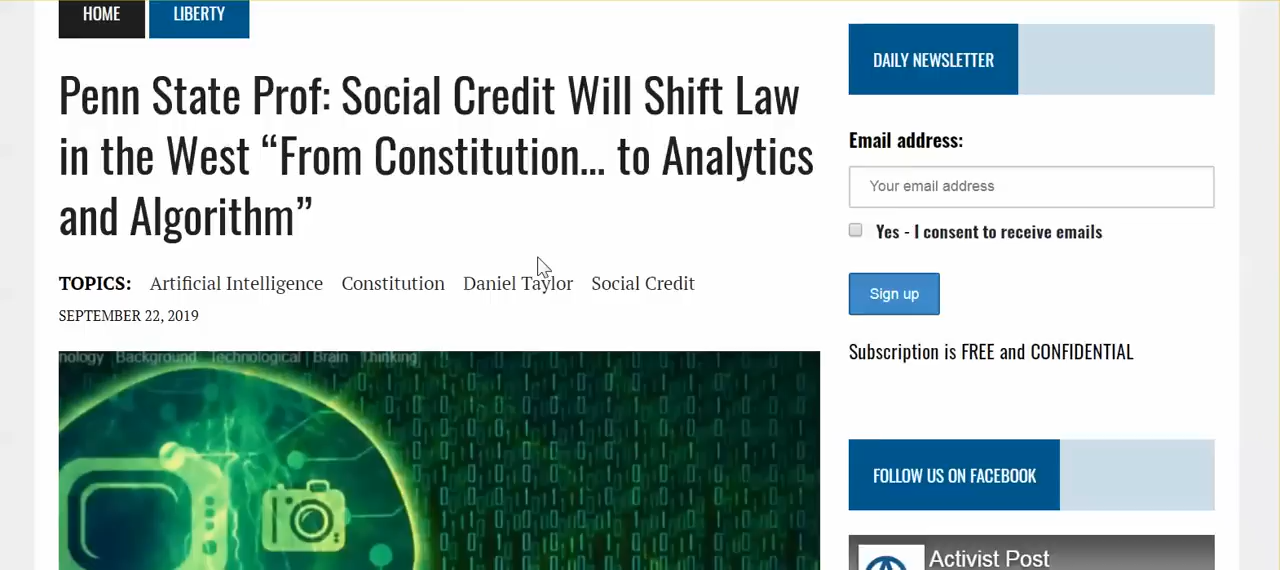 HOME
LIBERTY
Penn State Prof: Social Credit Will Shift Law
in the West “From Constitution... to Analytics
and Algorithm”
TOPICS: Artificial Intelligence Constitution Daniel Taylor Social Credit
SEPTEMBER 22, 2019
nology Background Technological Brain Thinking
DAILY NEWSLETTER
Email address:
Your email address
Yes - I consent to receive emails
Sign up
Subscription is FREE and CONFIDENTIAL
FOLLOW US ON FACEBOOK
Activist Post